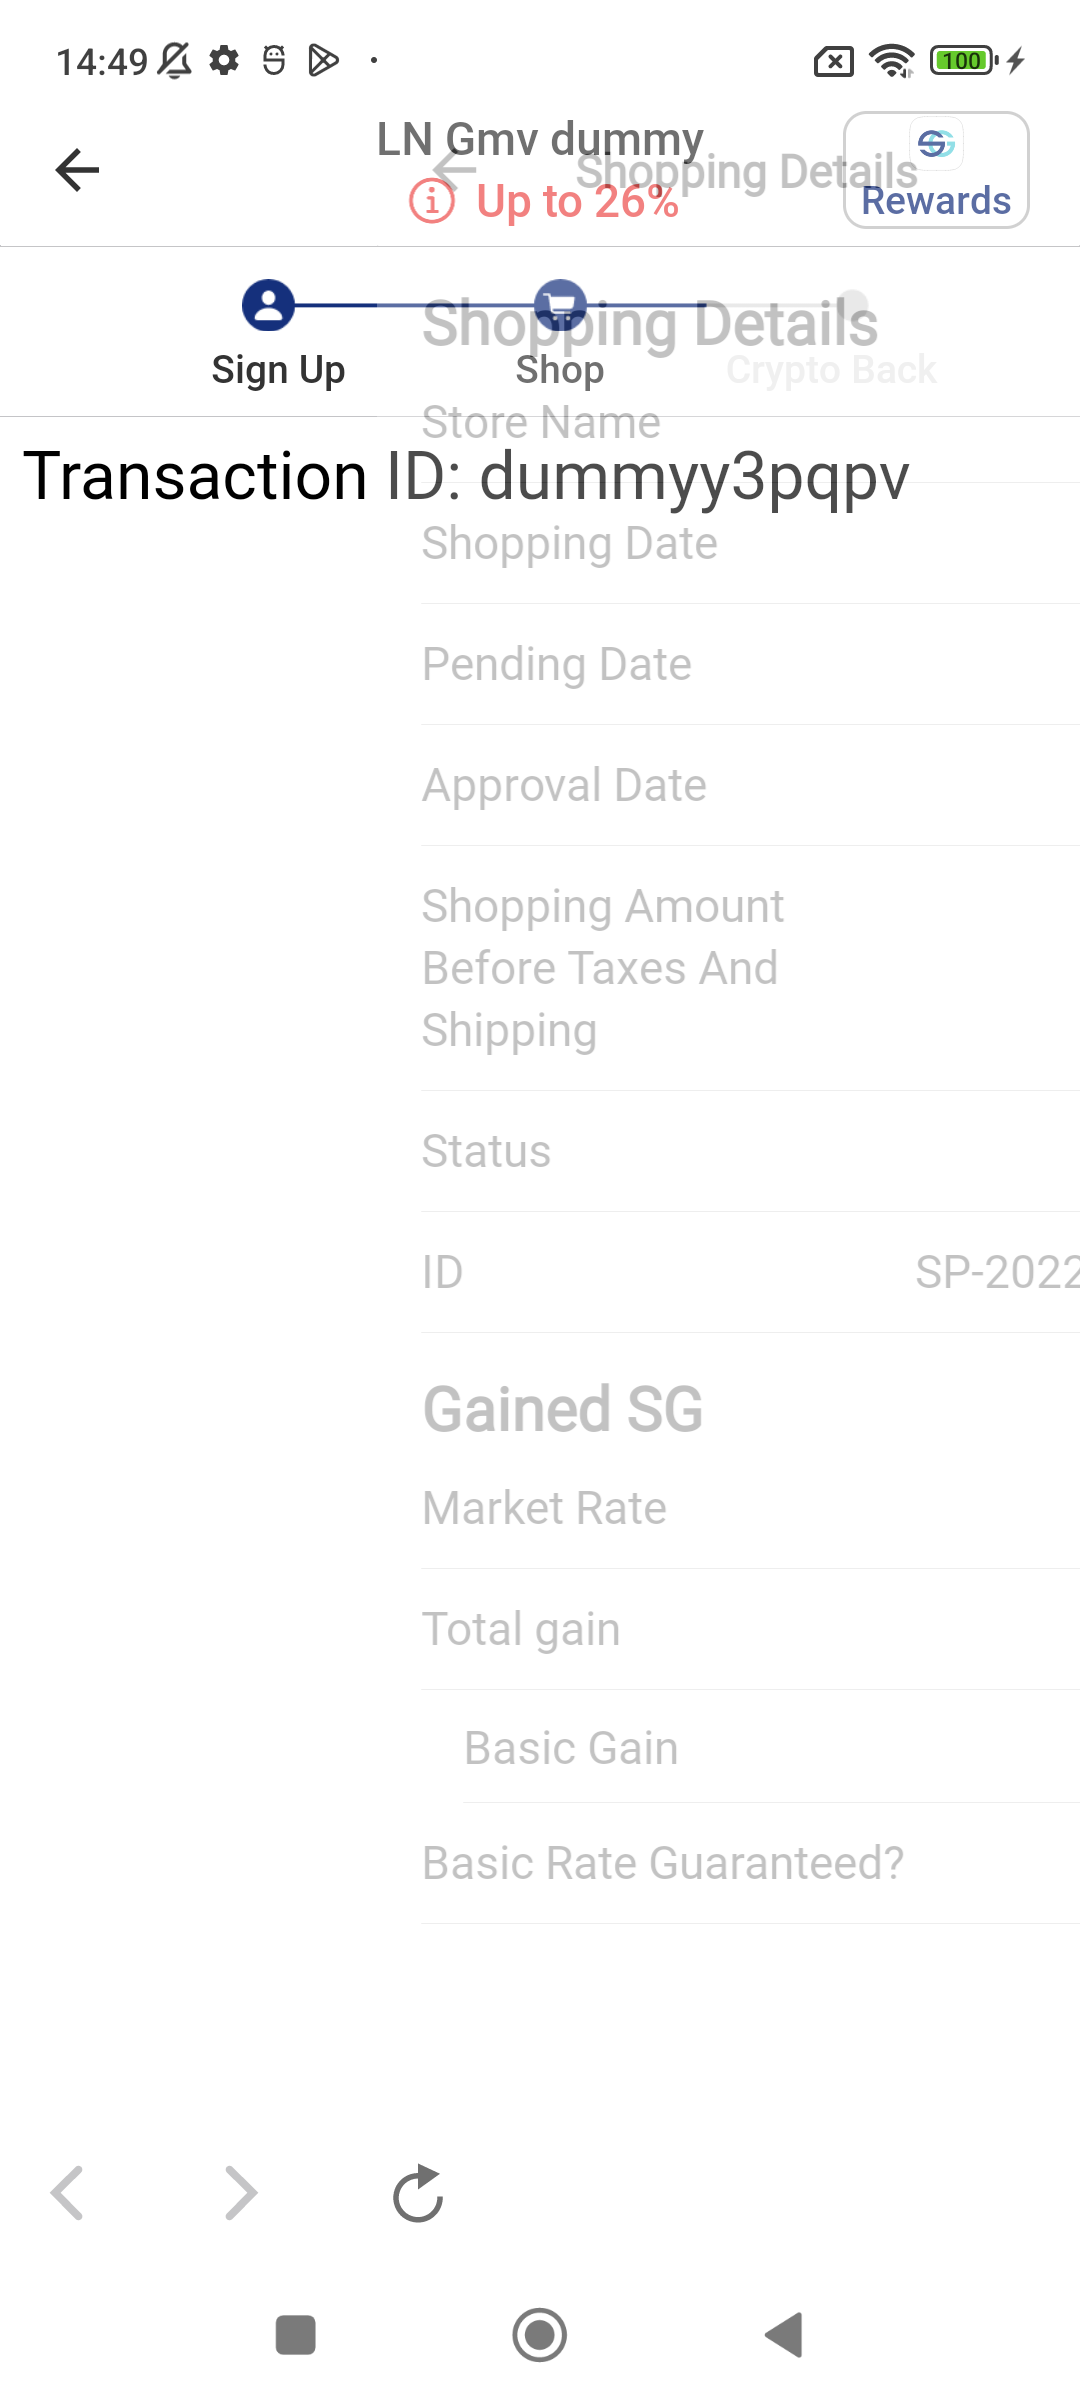 14:49
100
LN Gmv dummy
Shopping Details
Up to 26%
Rewards
Shopping Details
Sign Up
Shop
Crypto Back
Store Name
Transaction ID: dummyy3pqpv
Shopping Date
Pending Date
Approval Date
Shopping Amount
Before Taxes And
Shipping
Status
ID SP-2022
Gained SG
Market Rate
Total gain
Basic Gain
Basic Rate Guaranteed?